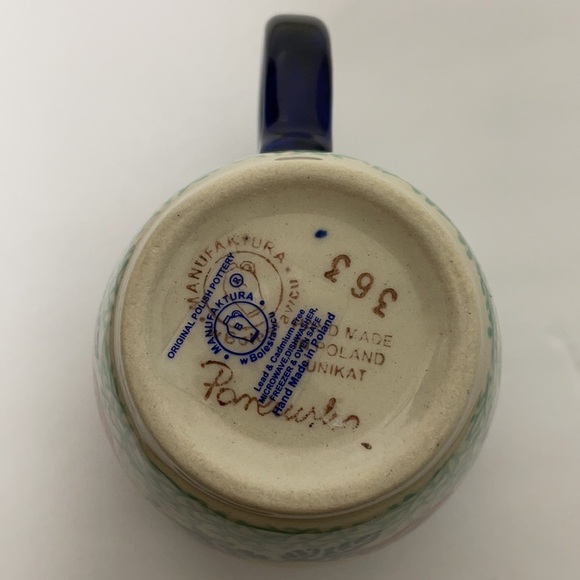 MANUFAKTURA
363
D MADE
POLAND
UNIKAT
ORIGINAL POLISH POTTERY
® MANUFAKTURA
w Bolesławcu
Lead & Cadmium Free
MICROWAVE, DISHWASHER,
FREEZER & OVEN SAFE
Hand Made in Poland